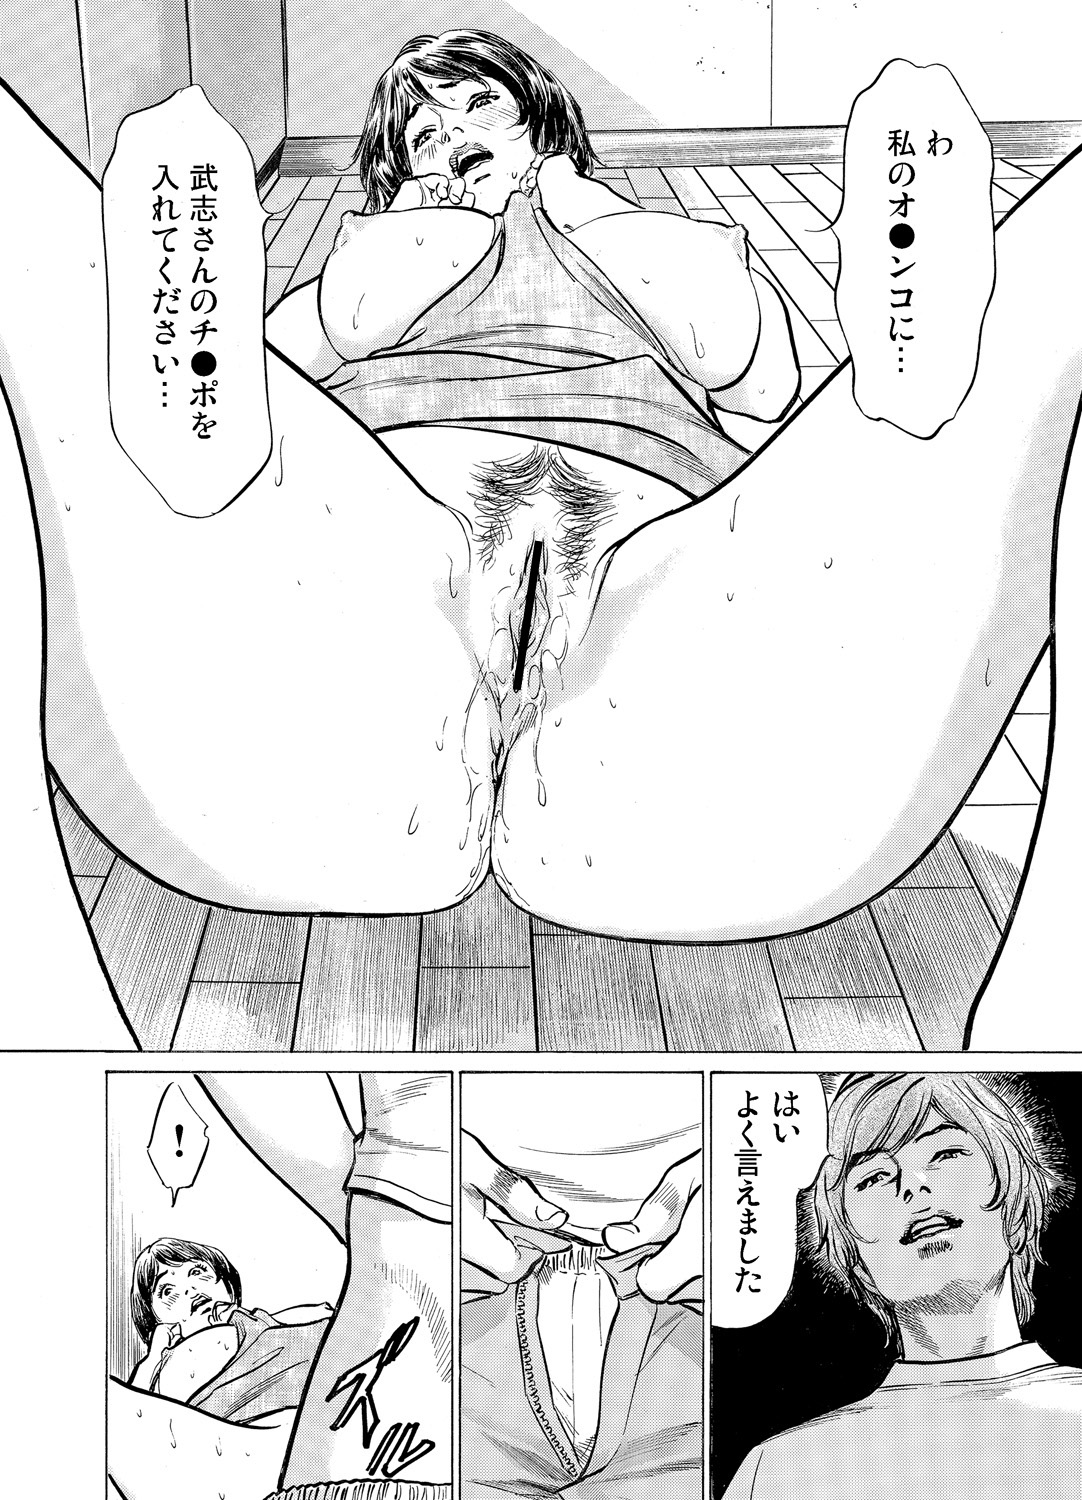 わ
私のオ●ンコに…
武志さんのチ●ポを
入れてください…
はい
よく言えました
！
ズルル